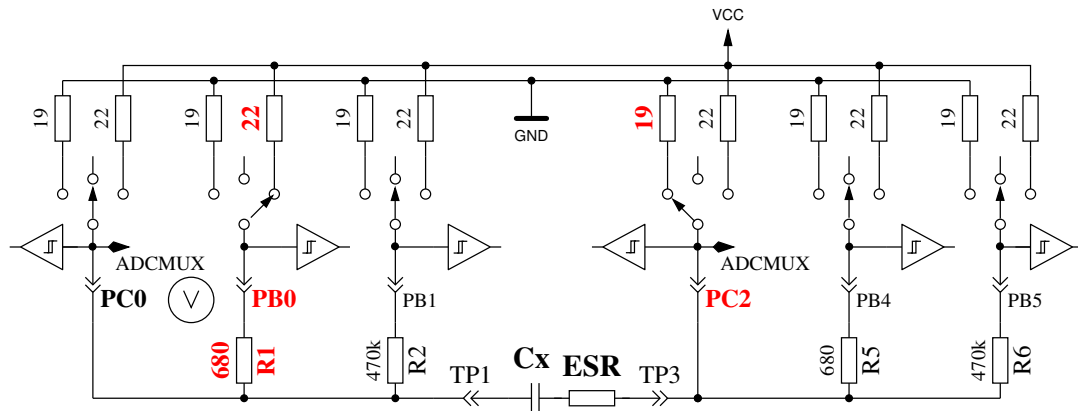 VCC
19
22
19
22
19
22
GND
19
22
19
22
19
22
ADCMUX
ADCMUX
PC0
V
PB0
PB1
PC2
PB4
PB5
680
R1
470k
R2
TP1
Cx
ESR
TP3
680
R5
470k
R6